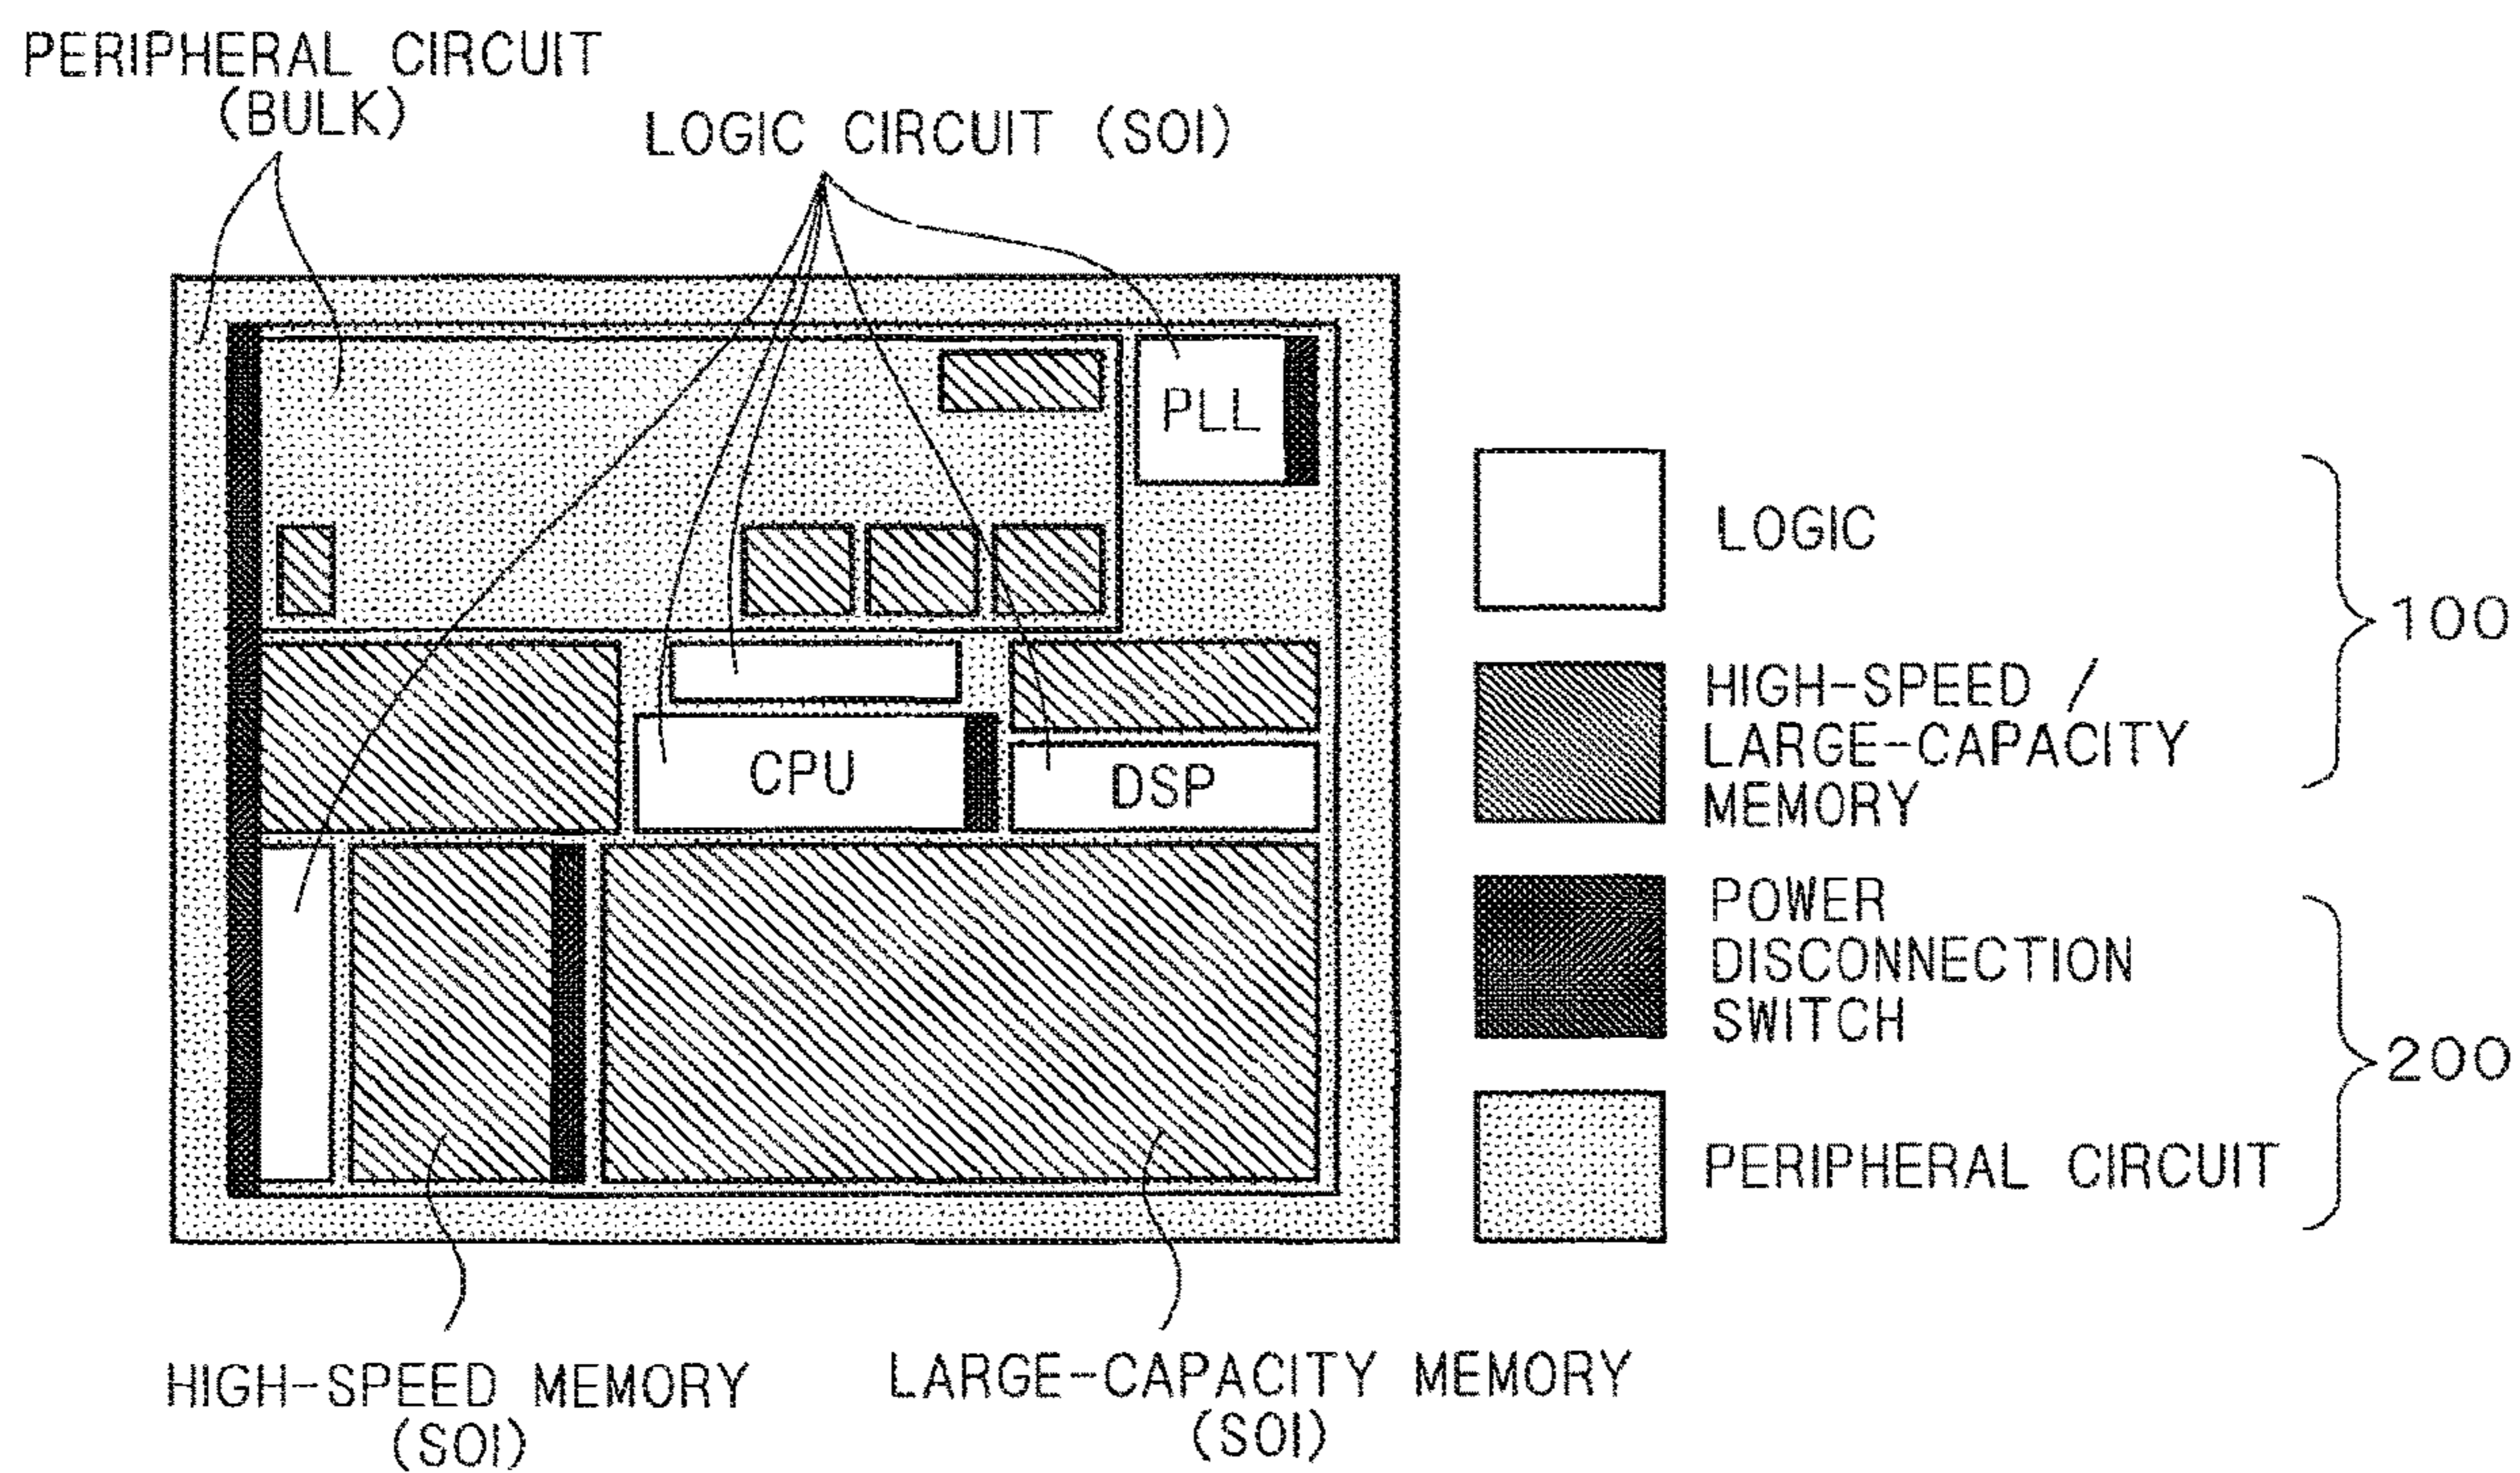 PERIPHERAL CIRCUIT
(BULK)
LOGIC CIRCUIT (SOI)
PLL
CPU
DSP
LOGIC
100
HIGH-SPEED /
LARGE-CAPACITY
MEMORY
POWER
DISCONNECTION
SWITCH
200
PERIPHERAL CIRCUIT
HIGH-SPEED MEMORY
(SOI)
LARGE-CAPACITY MEMORY
(SOI)